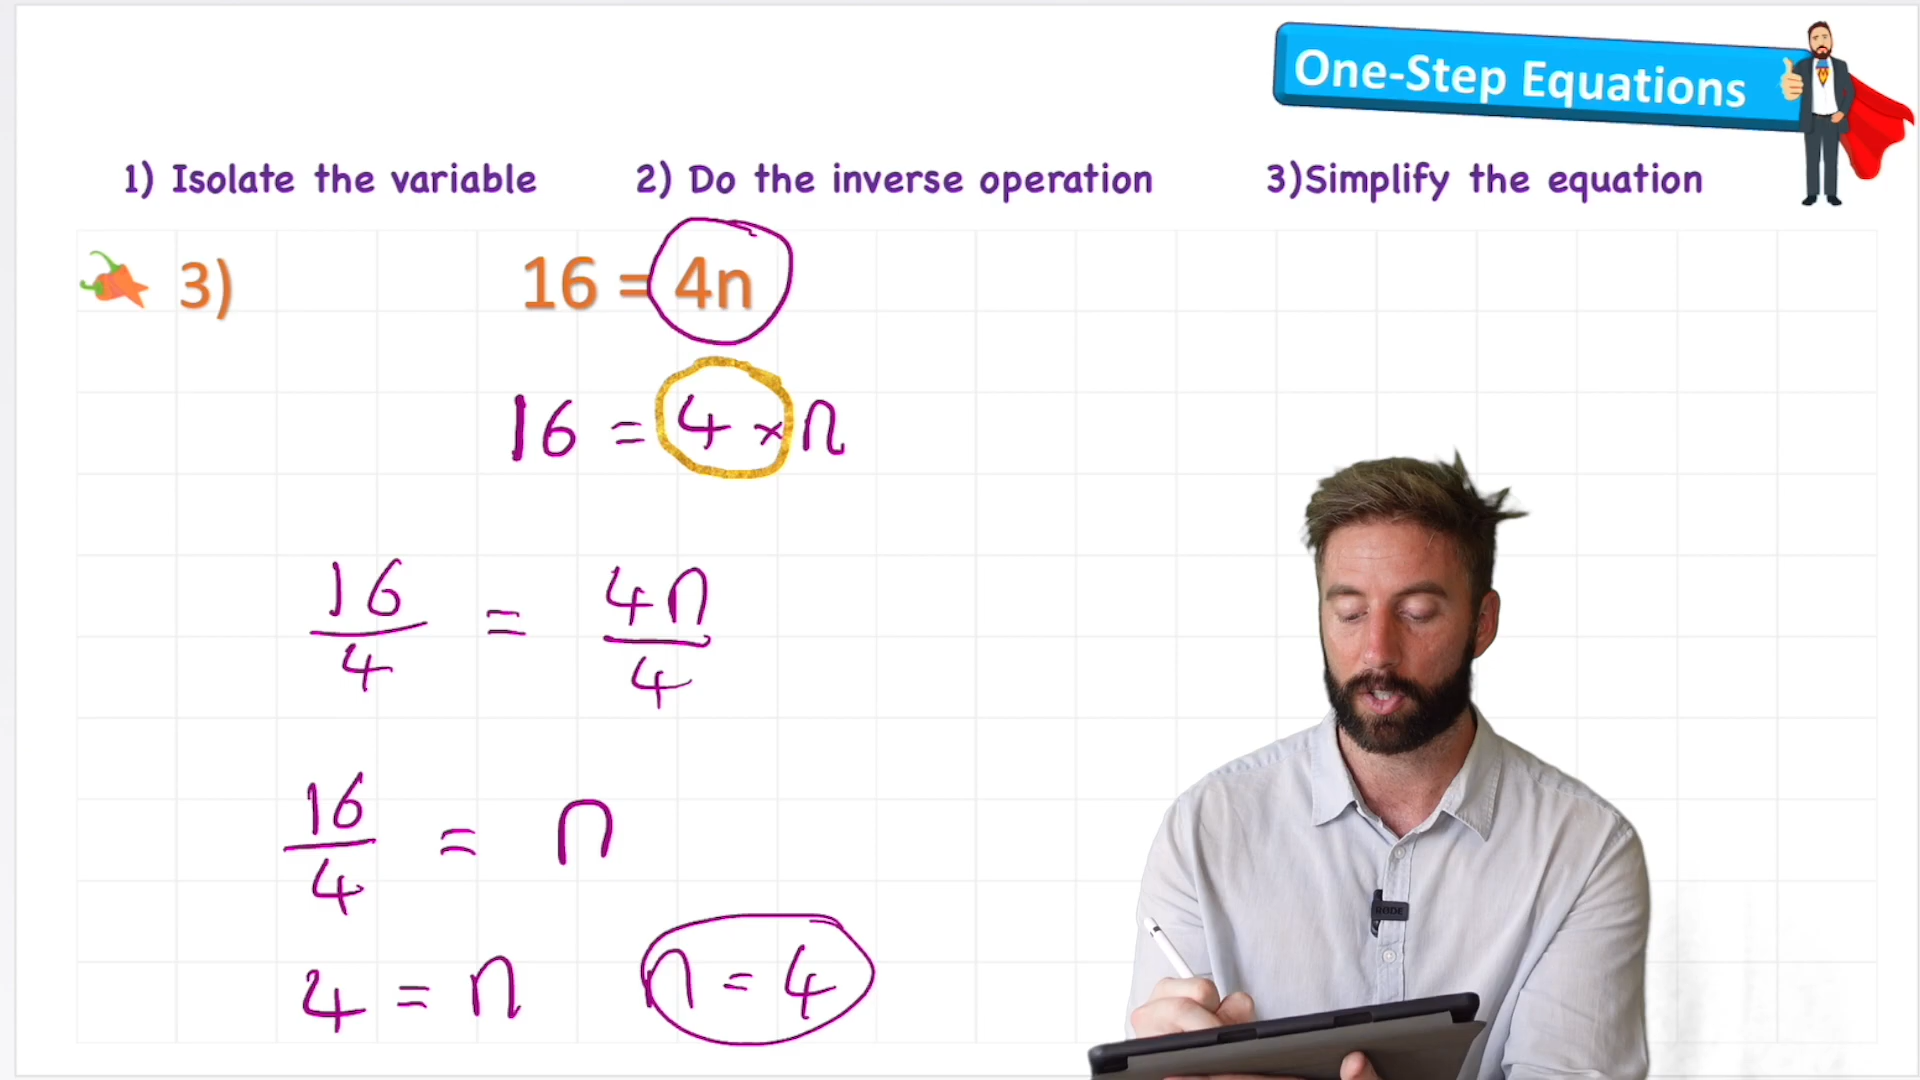 One-Step Equations
1) Isolate the variable 2) Do the inverse operation 3)Simplify the equation
3) 16 = 4n
16 = 4 × n
16/4 = 4n/4
16/4 = n
4 = n n = 4
RODE